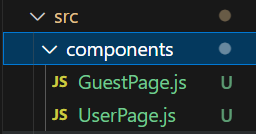 src
components
JS GuestPage.js U
JS UserPage.js U